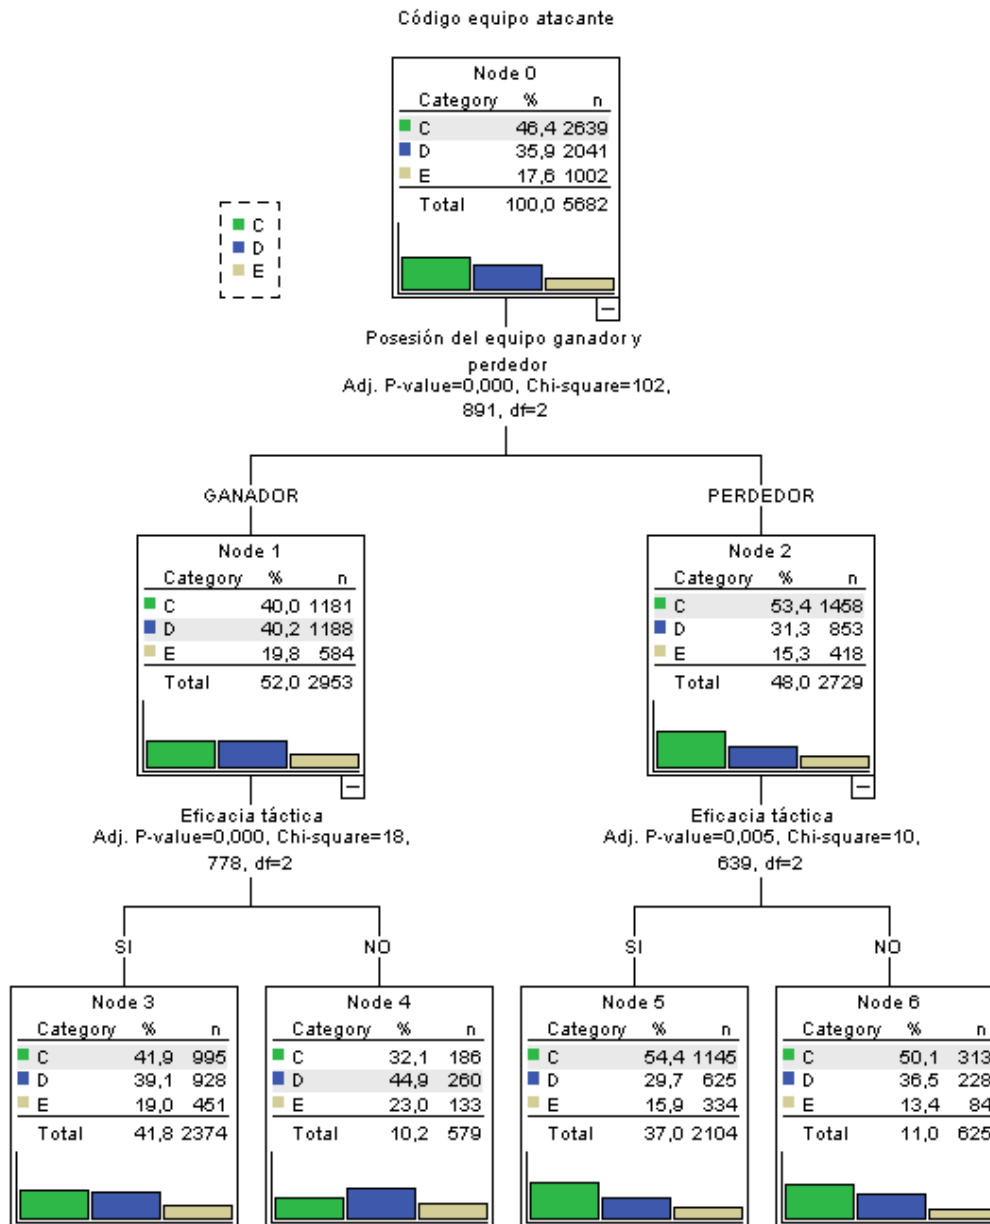 Código equipo atacante
Node 0
Category % n
C 46,4 2639
D 35,9 2041
E 17,6 1002
Total 100,0 5682
C
D
E
Posesión del equipo ganador y
perdedor
Adj. P-value=0,000, Chi-square=102,
891, df=2
GANADOR
PERDEDOR
Node 1
Category % n
C 40,0 1181
D 40,2 1188
E 19,8 584
Total 52,0 2953
Node 2
Category % n
C 53,4 1458
D 31,3 853
E 15,3 418
Total 48,0 2729
Eficacia táctica
Adj. P-value=0,000, Chi-square=18,
778, df=2
Eficacia táctica
Adj. P-value=0,005, Chi-square=10,
639, df=2
SI
NO
SI
NO
Node 3
Category % n
C 41,9 995
D 39,1 928
E 19,0 451
Total 41,8 2374
Node 4
Category % n
C 32,1 186
D 44,9 260
E 23,0 133
Total 10,2 579
Node 5
Category % n
C 54,4 1145
D 29,7 625
E 15,9 334
Total 37,0 2104
Node 6
Category % n
C 50,1 313
D 36,5 228
E 13,4 84
Total 11,0 625